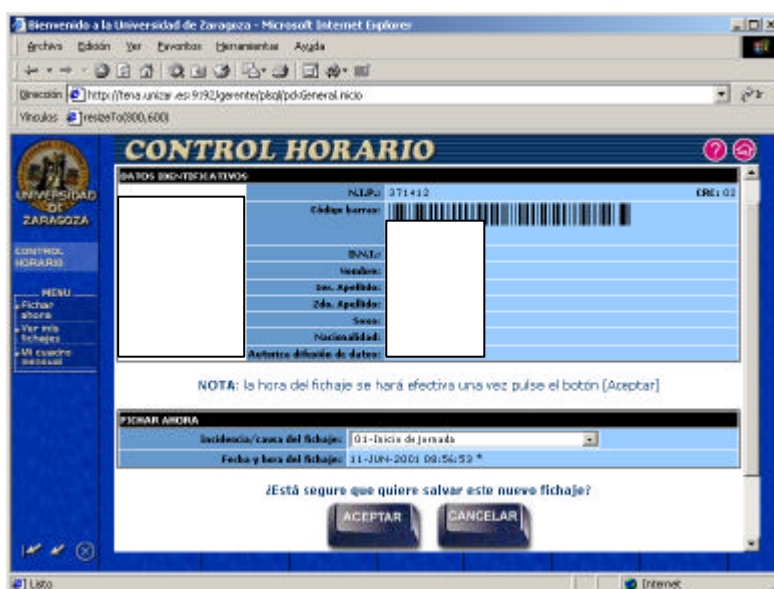 Bienvenido a la Universidad de Zaragoza - Microsoft Internet Explorer
Archivo Edición Ver Favoritos Herramientas Ayuda
Dirección http://tena.unizar.es:9192/gerente/plsql/pdxGeneral.inicio
Vínculos resizeTo(800,600)
UNIVERSIDAD
DE
ZARAGOZA
CONTROL
HORARIO
MENU
Fichar
ahora
Ver mis
fichajes
Mi cuadro
mensual
CONTROL HORARIO
DATOS IDENTIFICATIVOS
N.I.P.: 371412 CRC: 03
Código barras:
D.N.I.:
Nombre:
1er. Apellido:
2do. Apellido:
Sexo:
Nacionalidad:
Autoriza difusión de datos:
NOTA: la hora del fichaje se hará efectiva una vez pulse el botón [Aceptar]
FICHAR AHORA
Incidencia/causa del fichaje: 01-Inicio de jornada
Fecha y hora del fichaje: 11-JUN-2001 08:56:53 *
¿Está seguro que quiere salvar este nuevo fichaje?
ACEPTAR CANCELAR
Listo Internet